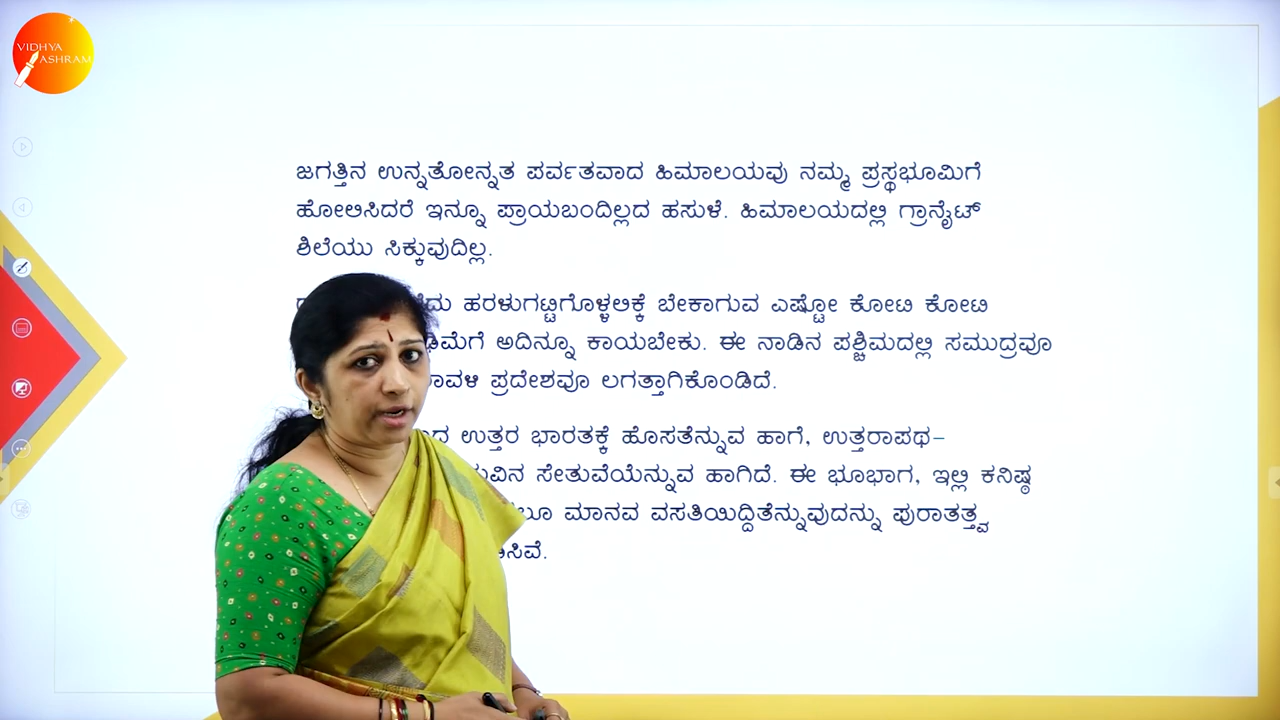 VIDHYA
ASHRAM
ಜಗತ್ತಿನ ಉನ್ನತೋನ್ನತ ಪರ್ವತವಾದ ಹಿಮಾಲಯವು ನಮ್ಮ ಪ್ರಸ್ಥಭೂಮಿಗೆ
ಹೋಲಿಸಿದರೆ ಇನ್ನೂ ಪ್ರಾಯಬಂದಿಲ್ಲದ ಹಸುಳೆ. ಹಿಮಾಲಯದಲ್ಲಿ ಗ್ರಾನೈಟ್
ಶಿಲೆಯು ಸಿಕ್ಕುವುದಿಲ್ಲ.
ಹರಳುಗಟ್ಟಿಗೊಳ್ಳಲಿಕ್ಕೆ ಬೇಕಾಗುವ ಎಷ್ಟೋ ಕೋಟಿ ಕೋಟಿ
ಅದಿನ್ನೂ ಕಾಯಬೇಕು. ಈ ನಾಡಿನ ಪಶ್ಚಿಮದಲ್ಲಿ ಸಮುದ್ರವೂ
ಪ್ರದೇಶವೂ ಲಗತ್ತಾಗಿಕೊಂಡಿದೆ.
ಉತ್ತರ ಭಾರತಕ್ಕೆ ಹೊಸತೆನ್ನುವ ಹಾಗೆ, ಉತ್ತರಾಪಥ–
ಸೇತುವೆಯೆನ್ನುವ ಹಾಗಿದೆ. ಈ ಭೂಭಾಗ, ಇಲ್ಲಿ ಕನಿಷ್ಠ
ಮಾನವ ವಸತಿಯಿದ್ದಿತೆನ್ನುವುದನ್ನು ಪುರಾತತ್ತ್ವ